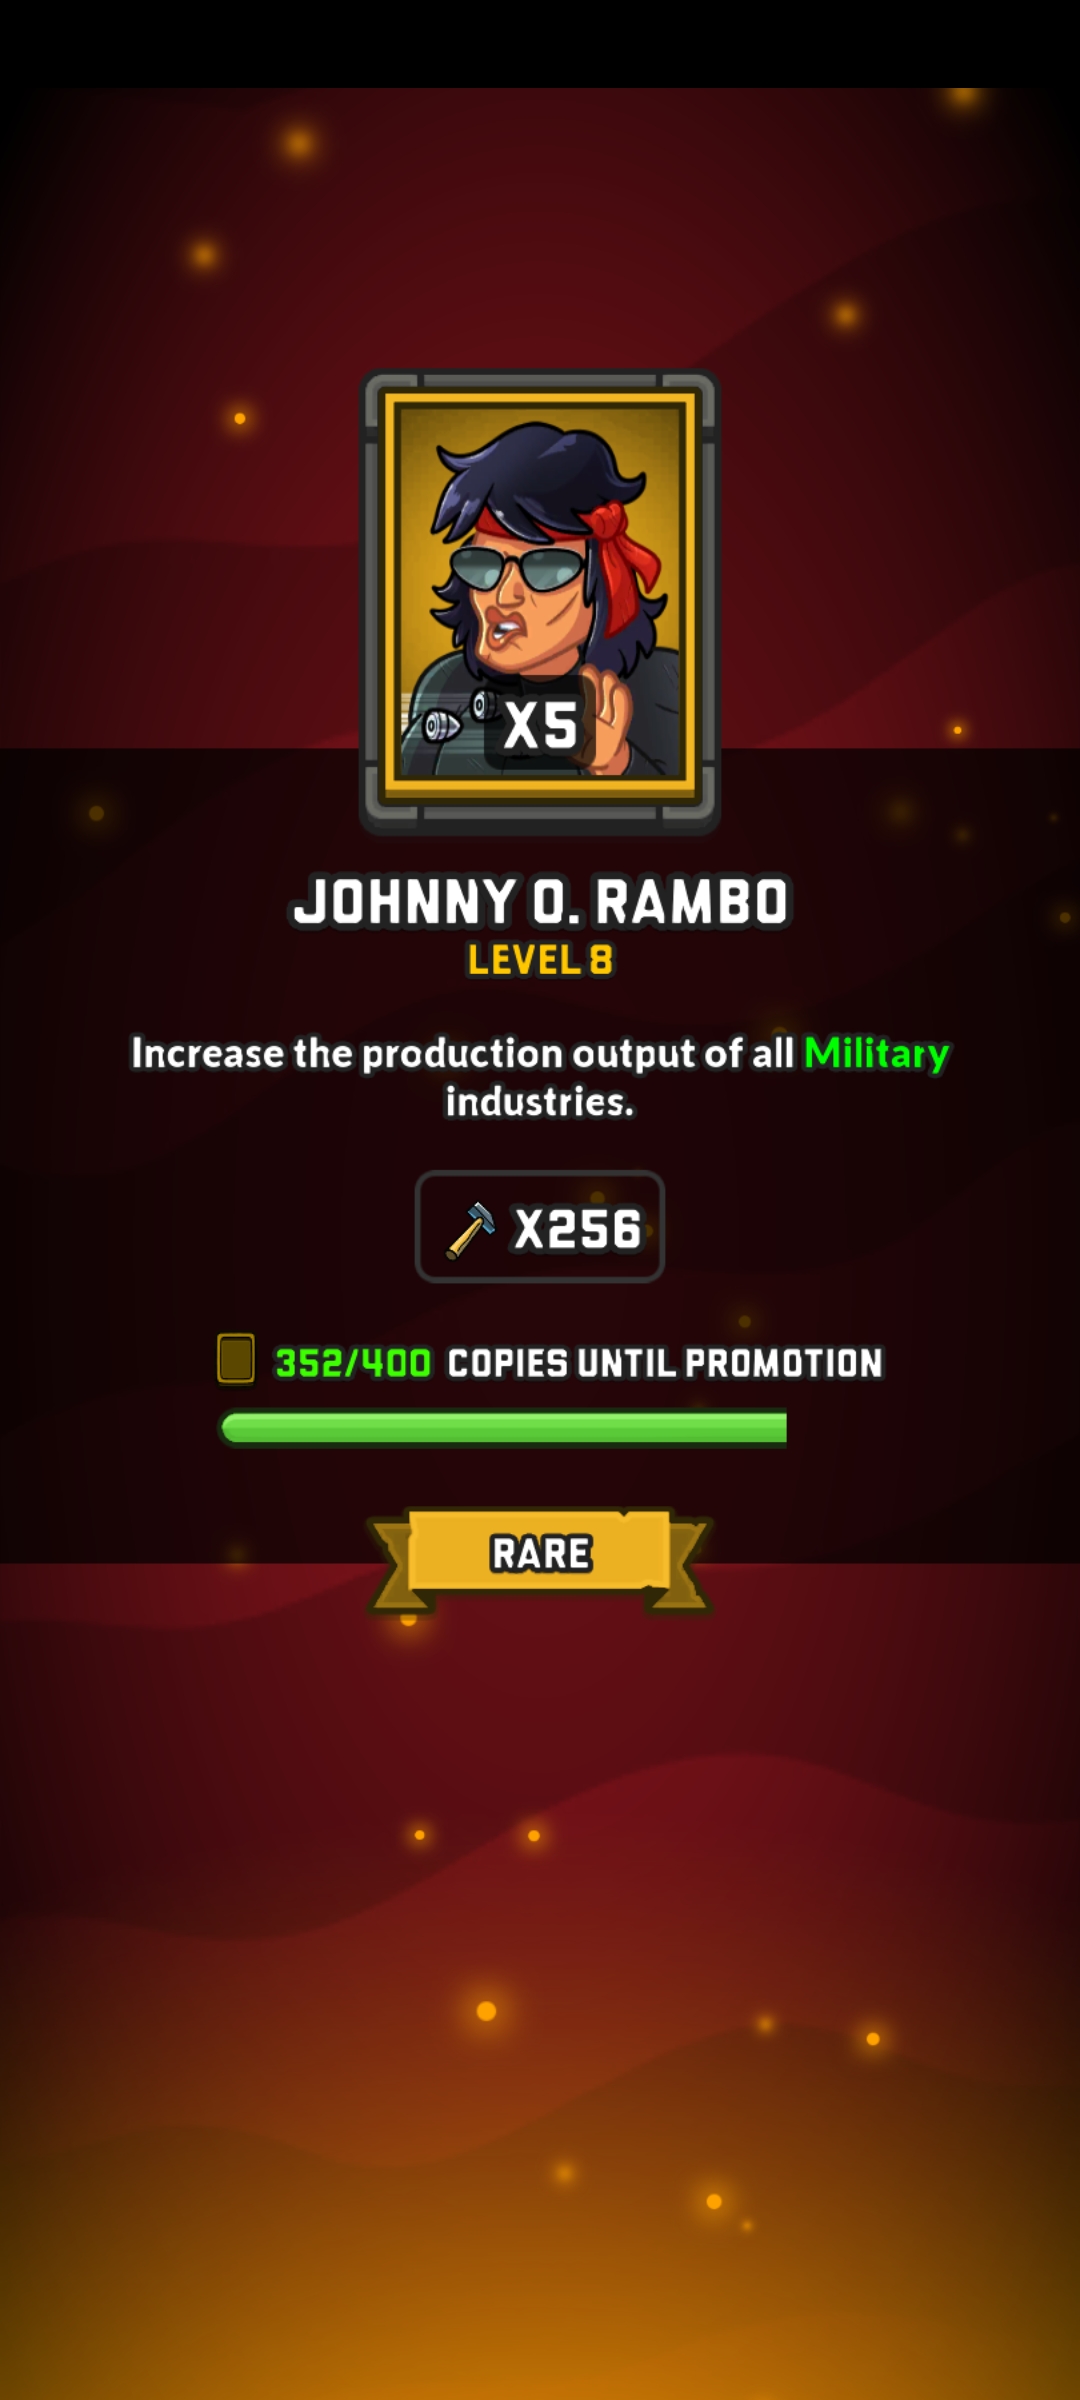 X5
JOHNNY O. RAMBO
LEVEL 8
Increase the production output of all Military
industries.
X256
352/400 COPIES UNTIL PROMOTION
RARE